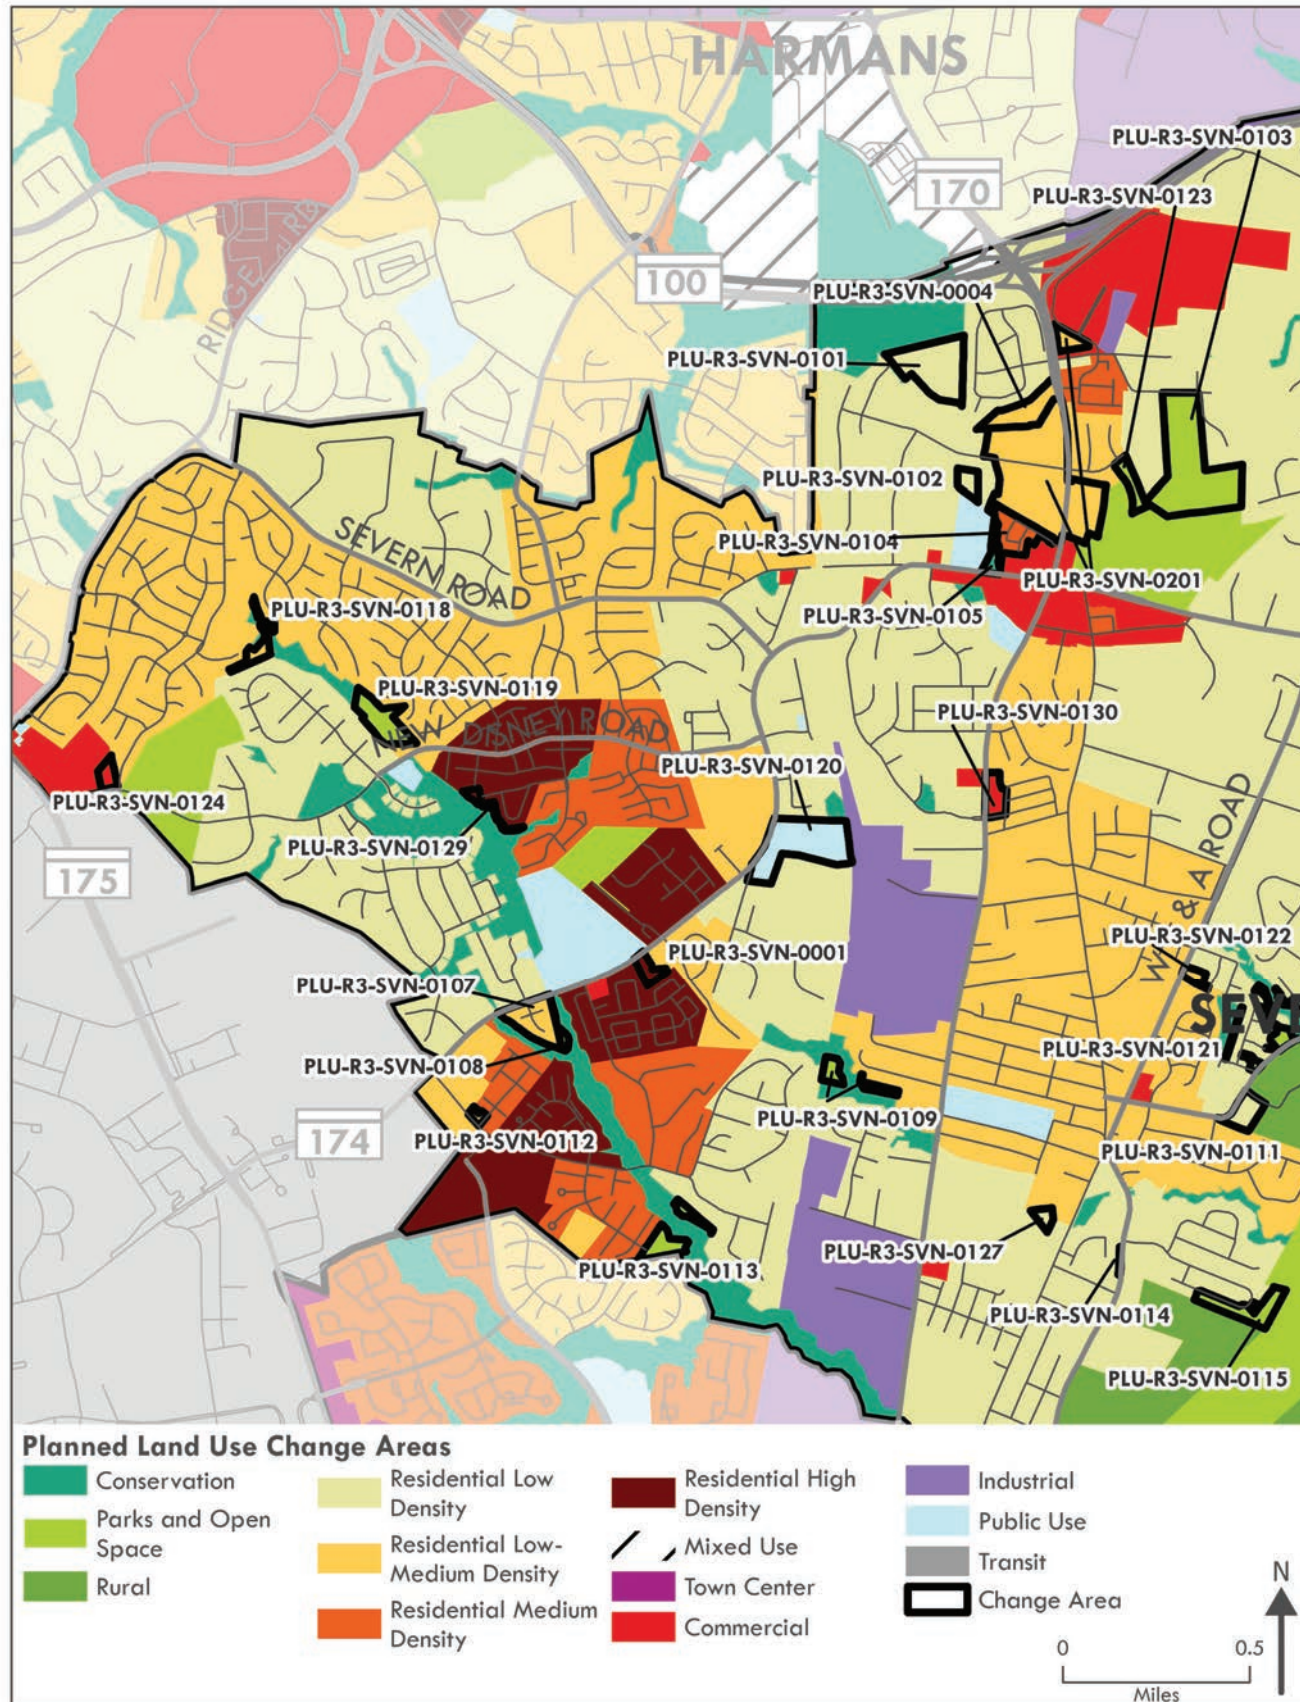 HARMANS
PLU-R3-SVN-0103
170
PLU-R3-SVN-0123
RIDGE RD
100
PLU-R3-SVN-0004
PLU-R3-SVN-0101
PLU-R3-SVN-0102
SEVERN ROAD
PLU-R3-SVN-0104
PLU-R3-SVN-0201
PLU-R3-SVN-0118
PLU-R3-SVN-0105
PLU-R3-SVN-0119
PLU-R3-SVN-0130
NEW DISNEY ROAD
PLU-R3-SVN-0120
PLU-R3-SVN-0124
PLU-R3-SVN-0129
175
W B & A ROAD
PLU-R3-SVN-0122
PLU-R3-SVN-0001
PLU-R3-SVN-0107
SEVE
PLU-R3-SVN-0121
PLU-R3-SVN-0108
PLU-R3-SVN-0109
174
PLU-R3-SVN-0112
PLU-R3-SVN-0111
PLU-R3-SVN-0127
PLU-R3-SVN-0113
PLU-R3-SVN-0114
PLU-R3-SVN-0115
Planned Land Use Change Areas
Conservation
Parks and Open
Space
Rural
Residential Low
Density
Residential Low-
Medium Density
Residential Medium
Density
Residential High
Density
Mixed Use
Town Center
Commercial
Industrial
Public Use
Transit
Change Area
N
0 0.5
Miles